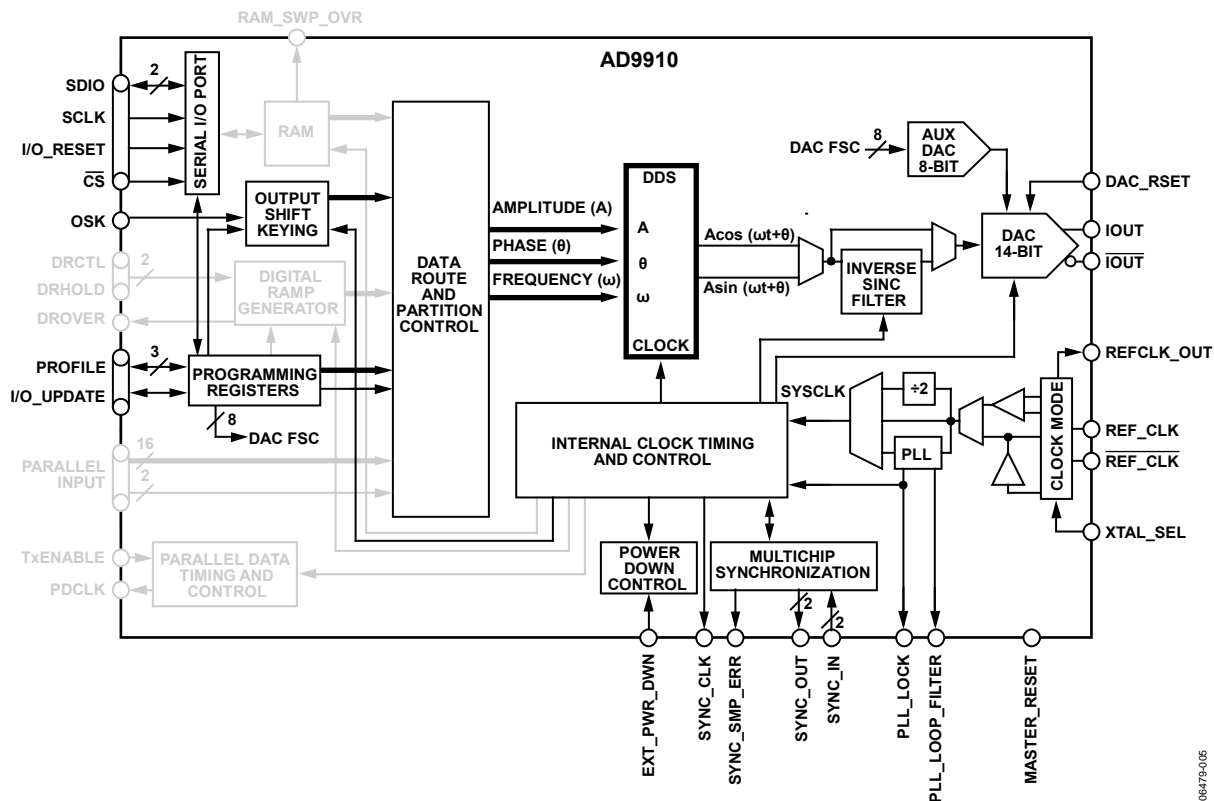 RAM_SWP_OVR
AD9910
SDIO
2
SCLK
I/O_RESET
CS
SERIAL I/O PORT
RAM
OSK
OUTPUT
SHIFT
KEYING
DRCTL
2
DRHOLD
DROVER
DIGITAL
RAMP
GENERATOR
PROFILE
3
I/O_UPDATE
PROGRAMMING
REGISTERS
8
DAC FSC
PARALLEL
INPUT
16
2
TxENABLE
PDCLK
PARALLEL DATA
TIMING AND
CONTROL
DATA
ROUTE
AND
PARTITION
CONTROL
AMPLITUDE (A)
PHASE (θ)
FREQUENCY (ω)
DDS
A
θ
ω
CLOCK
Acos (ωt+θ)
Asin (ωt+θ)
INVERSE
SINC
FILTER
DAC FSC
8
AUX
DAC
8-BIT
DAC
14-BIT
DAC_RSET
IOUT
IOUT
INTERNAL CLOCK TIMING
AND CONTROL
SYSCLK
÷2
PLL
CLOCK MODE
REFCLK_OUT
REF_CLK
REF_CLK
XTAL_SEL
POWER
DOWN
CONTROL
MULTICHIP
SYNCHRONIZATION
2
2
EXT_PWR_DWN
SYNC_CLK
SYNC_SMP_ERR
SYNC_OUT
SYNC_IN
PLL_LOCK
PLL_LOOP_FILTER
MASTER_RESET
06479-005